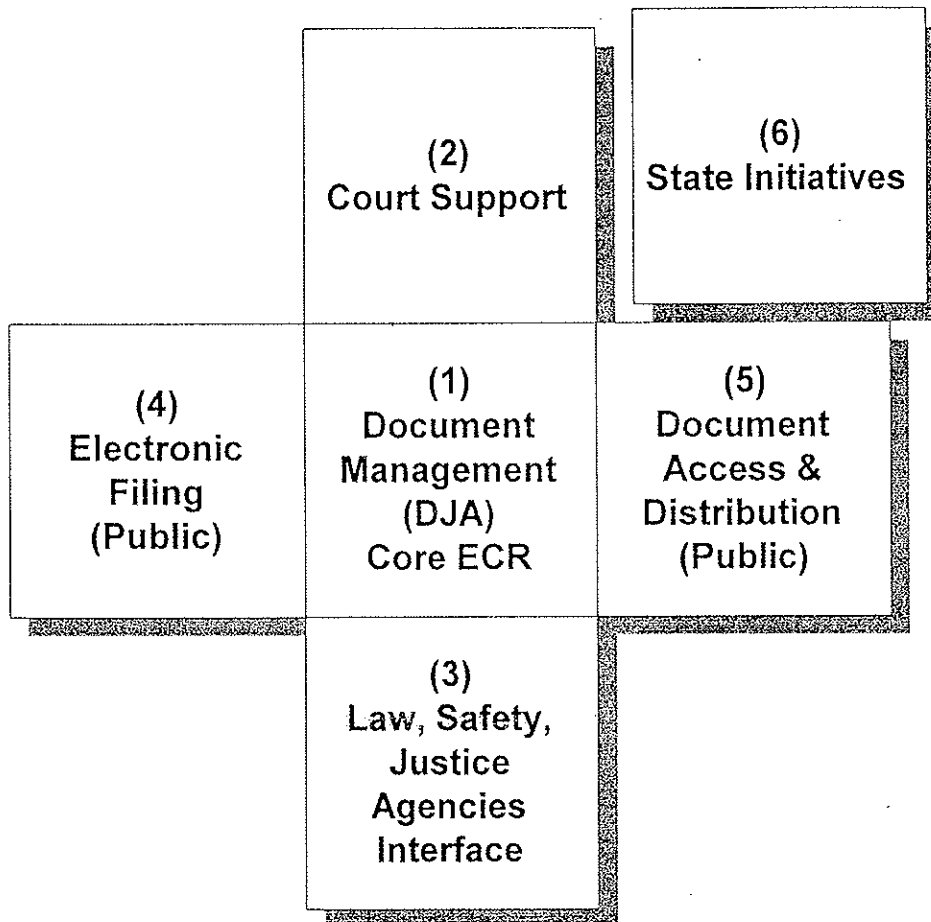 (2)
Court Support
(6)
State Initiatives
(4)
Electronic
Filing
(Public)
(1)
Document
Management
(DJA)
Core ECR
(5)
Document
Access &
Distribution
(Public)
(3)
Law, Safety,
Justice
Agencies
Interface